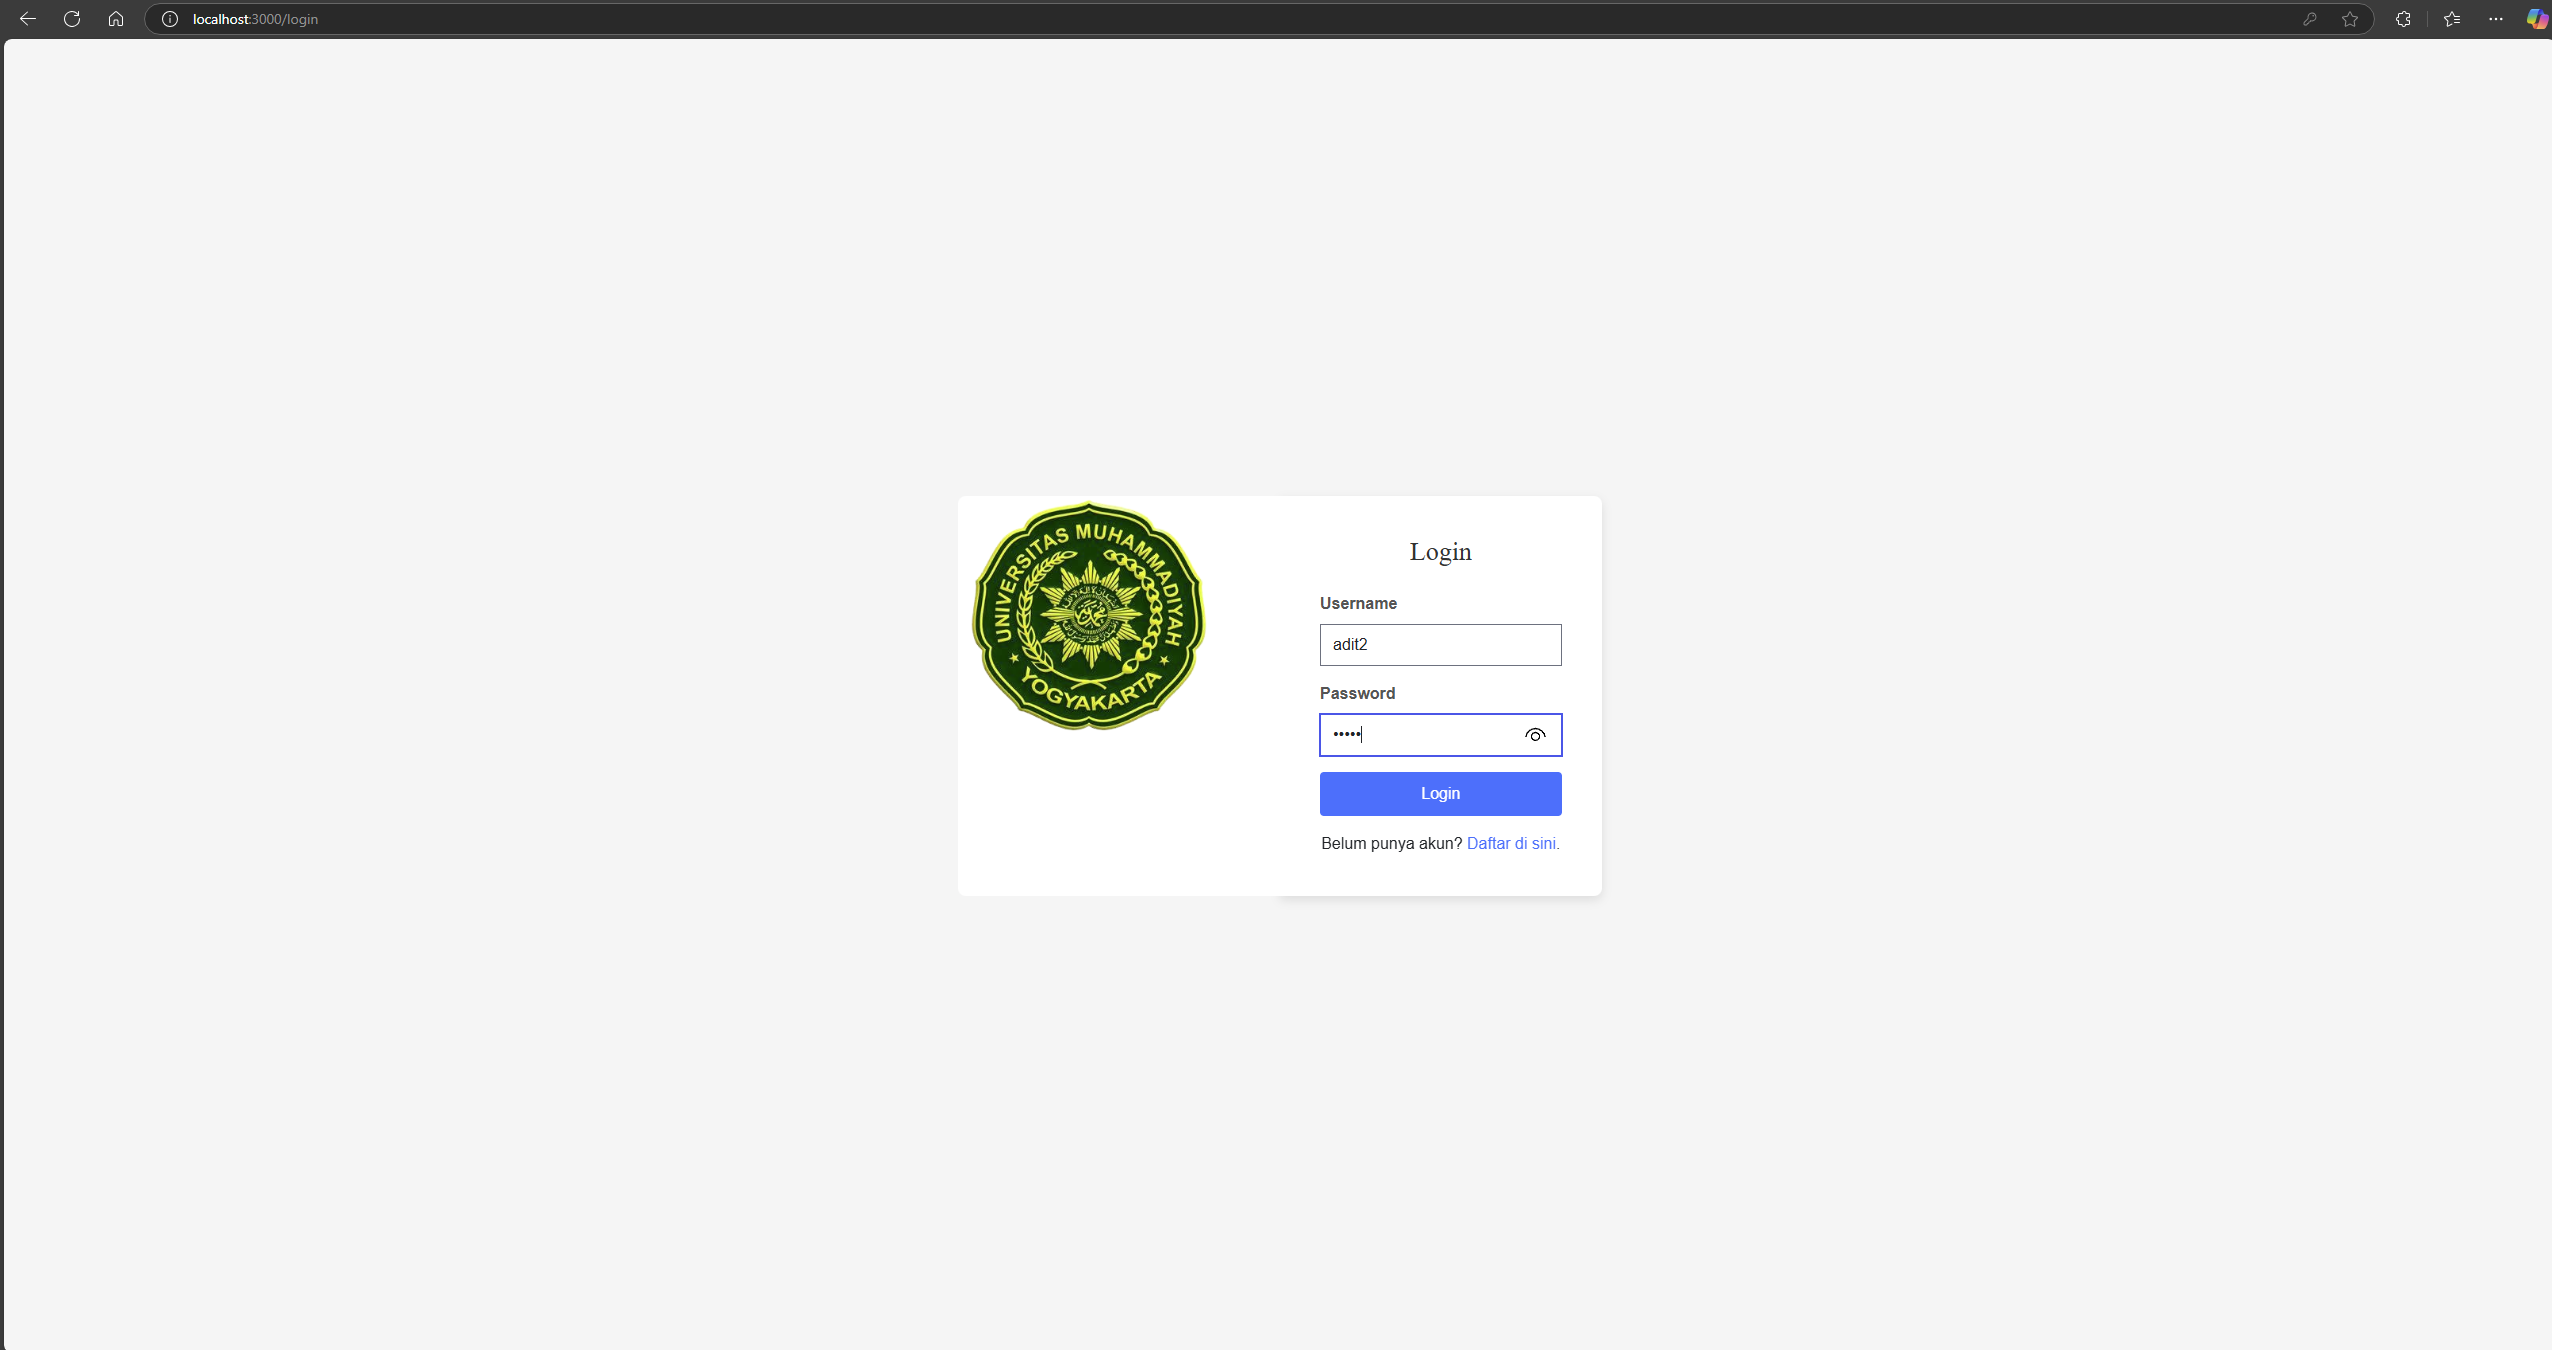 localhost:3000/login
UNIVERSITAS MUHAMMADIYAH
YOGYAKARTA
Login
Username
adit2
Password
•••••
Login
Belum punya akun? Daftar di sini.